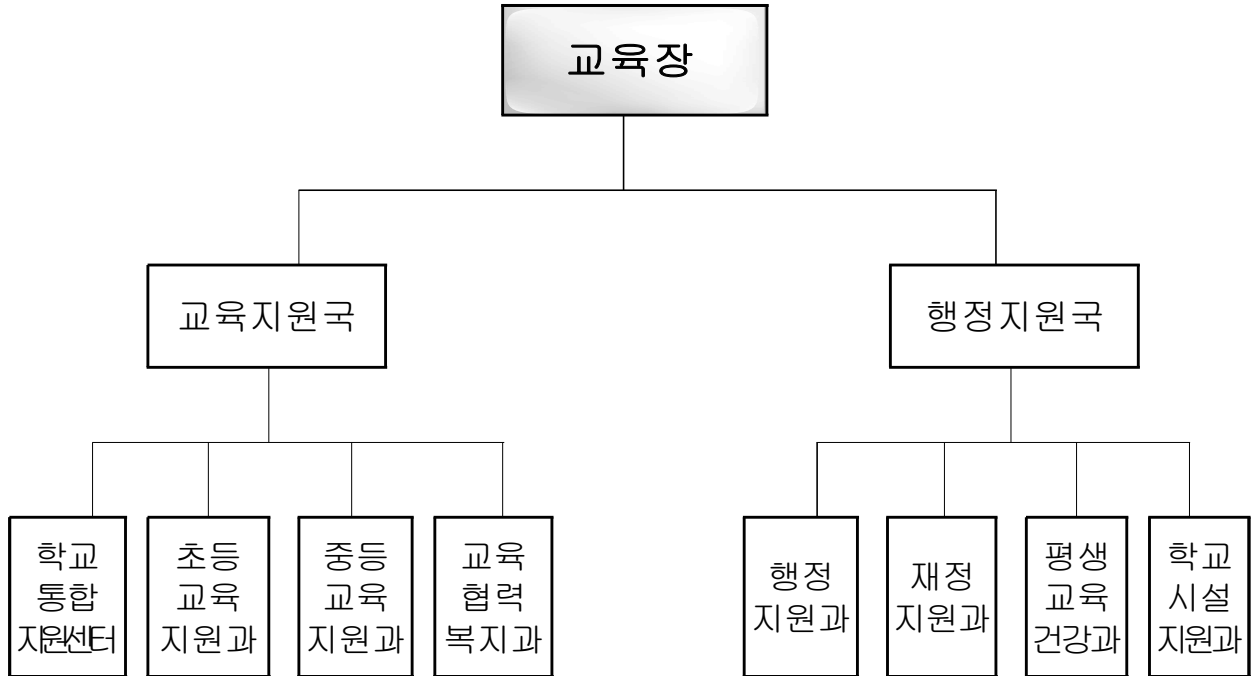 교육장
교육지원국
행정지원국
학교
통합
지원센터
초등
교육
지원과
중등
교육
지원과
교육
협력
복지과
행정
지원과
재정
지원과
평생
교육
건강과
학교
시설
지원과